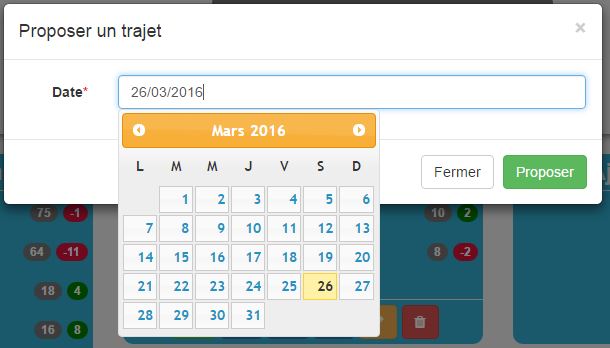 Proposer un trajet ×
Date* 26/03/2016
Mars 2016
L M M J V S D
1 2 3 4 5 6
7 8 9 10 11 12 13
14 15 16 17 18 19 20
21 22 23 24 25 26 27
28 29 30 31
Fermer Proposer
75 -1
64 -11
18 4
16 8
10 2
8 -2